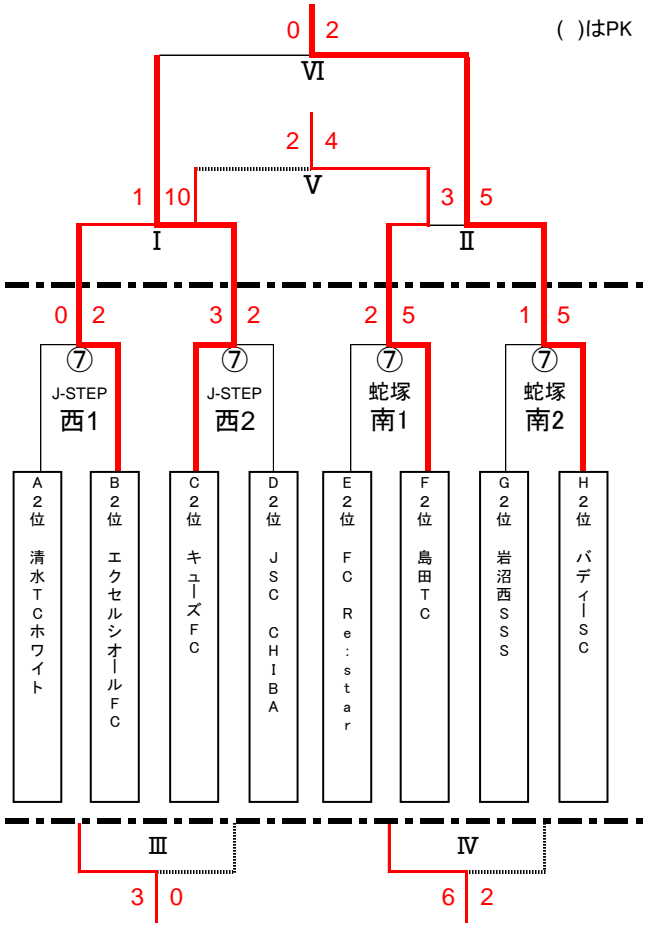 0 2
( )はPK
Ⅵ
2 4
Ⅴ
1 10
3 5
Ⅰ
Ⅱ
0 2
3 2
2 5
1 5
⑦
⑦
⑦
⑦
J-STEP
西1
J-STEP
西2
蛇塚
南1
蛇塚
南2
A2位 清水TCホワイト
B2位 エクセルシオールFC
C2位 キューズFC
D2位 JSC CHIBA
E2位 FC Re:star
F2位 島田TC
G2位 岩沼西SSS
H2位 バディーSC
Ⅲ
Ⅳ
3 0
6 2